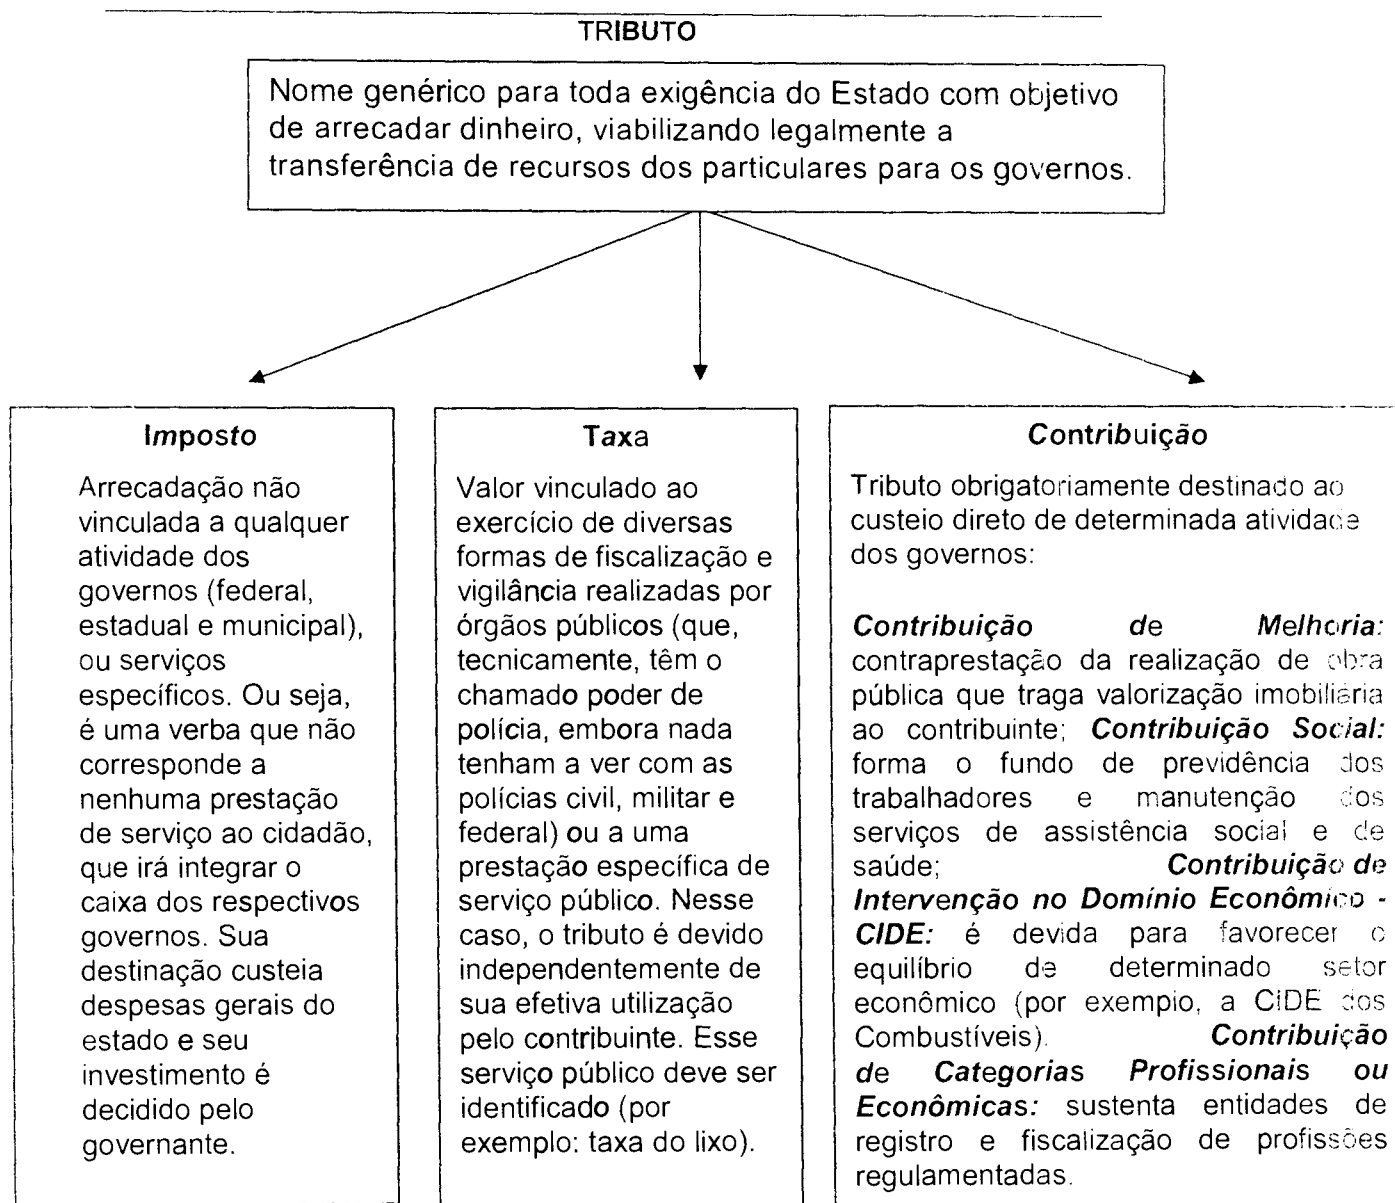 TRIBUTO
Nome genérico para toda exigência do Estado com objetivo
de arrecadar dinheiro, viabilizando legalmente a
transferência de recursos dos particulares para os governos.
Imposto
Arrecadação não
vinculada a qualquer
atividade dos
governos (federal,
estadual e municipal),
ou serviços
específicos. Ou seja,
é uma verba que não
corresponde a
nenhuma prestação
de serviço ao cidadão,
que irá integrar o
caixa dos respectivos
governos. Sua
destinação custeia
despesas gerais do
estado e seu
investimento é
decidido pelo
governante.
Taxa
Valor vinculado ao
exercício de diversas
formas de fiscalização e
vigilância realizadas por
órgãos públicos (que,
tecnicamente, têm o
chamado poder de
polícia, embora nada
tenham a ver com as
polícias civil, militar e
federal) ou a uma
prestação específica de
serviço público. Nesse
caso, o tributo é devido
independentemente de
sua efetiva utilização
pelo contribuinte. Esse
serviço público deve ser
identificado (por
exemplo: taxa do lixo).
Contribuição
Tributo obrigatoriamente destinado ao
custeio direto de determinada atividade
dos governos:
Contribuição de Melhoria:
contraprestação da realização de obra
pública que traga valorização imobiliária
ao contribuinte; Contribuição Social:
forma o fundo de previdência dos
trabalhadores e manutenção dos
serviços de assistência social e de
saúde; Contribuição de
Intervenção no Domínio Econômico -
CIDE: é devida para favorecer o
equilíbrio de determinado setor
econômico (por exemplo, a CIDE dos
Combustíveis). Contribuição
de Categorias Profissionais ou
Econômicas: sustenta entidades de
registro e fiscalização de profissões
regulamentadas.